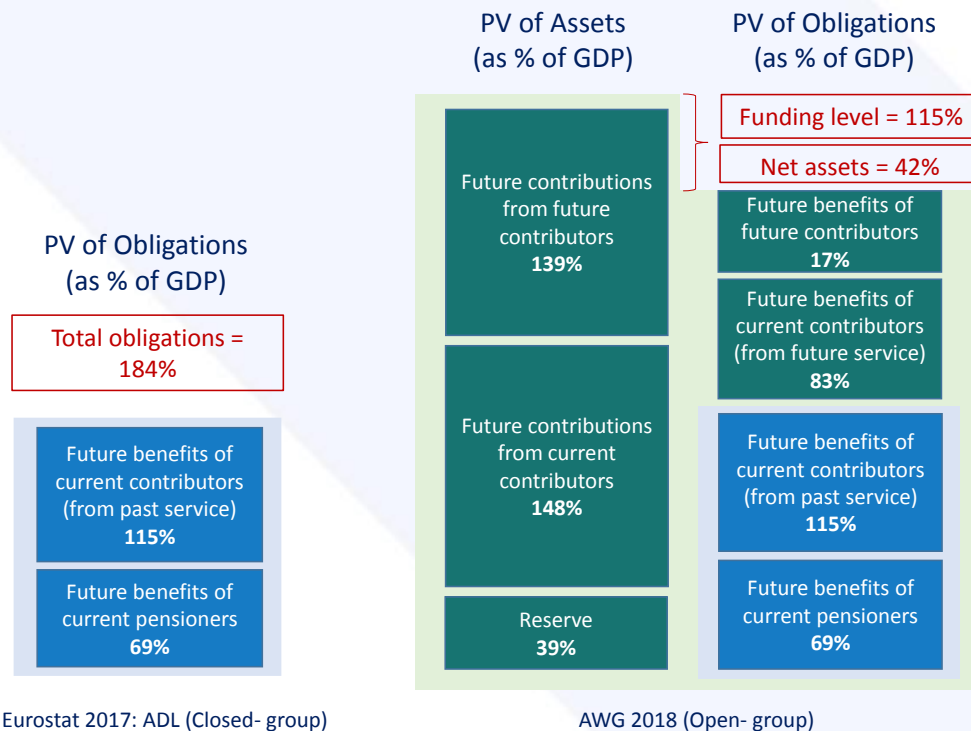 PV of Obligations
(as % of GDP)
Total obligations =
184%
Future benefits of
current contributors
(from past service)
115%
Future benefits of
current pensioners
69%
Eurostat 2017: ADL (Closed- group)
PV of Assets
(as % of GDP)
Future contributions
from future
contributors
139%
Future contributions
from current
contributors
148%
Reserve
39%
PV of Obligations
(as % of GDP)
Funding level = 115%
Net assets = 42%
Future benefits of
future contributors
17%
Future benefits of
current contributors
(from future service)
83%
Future benefits of
current contributors
(from past service)
115%
Future benefits of
current pensioners
69%
AWG 2018 (Open- group)